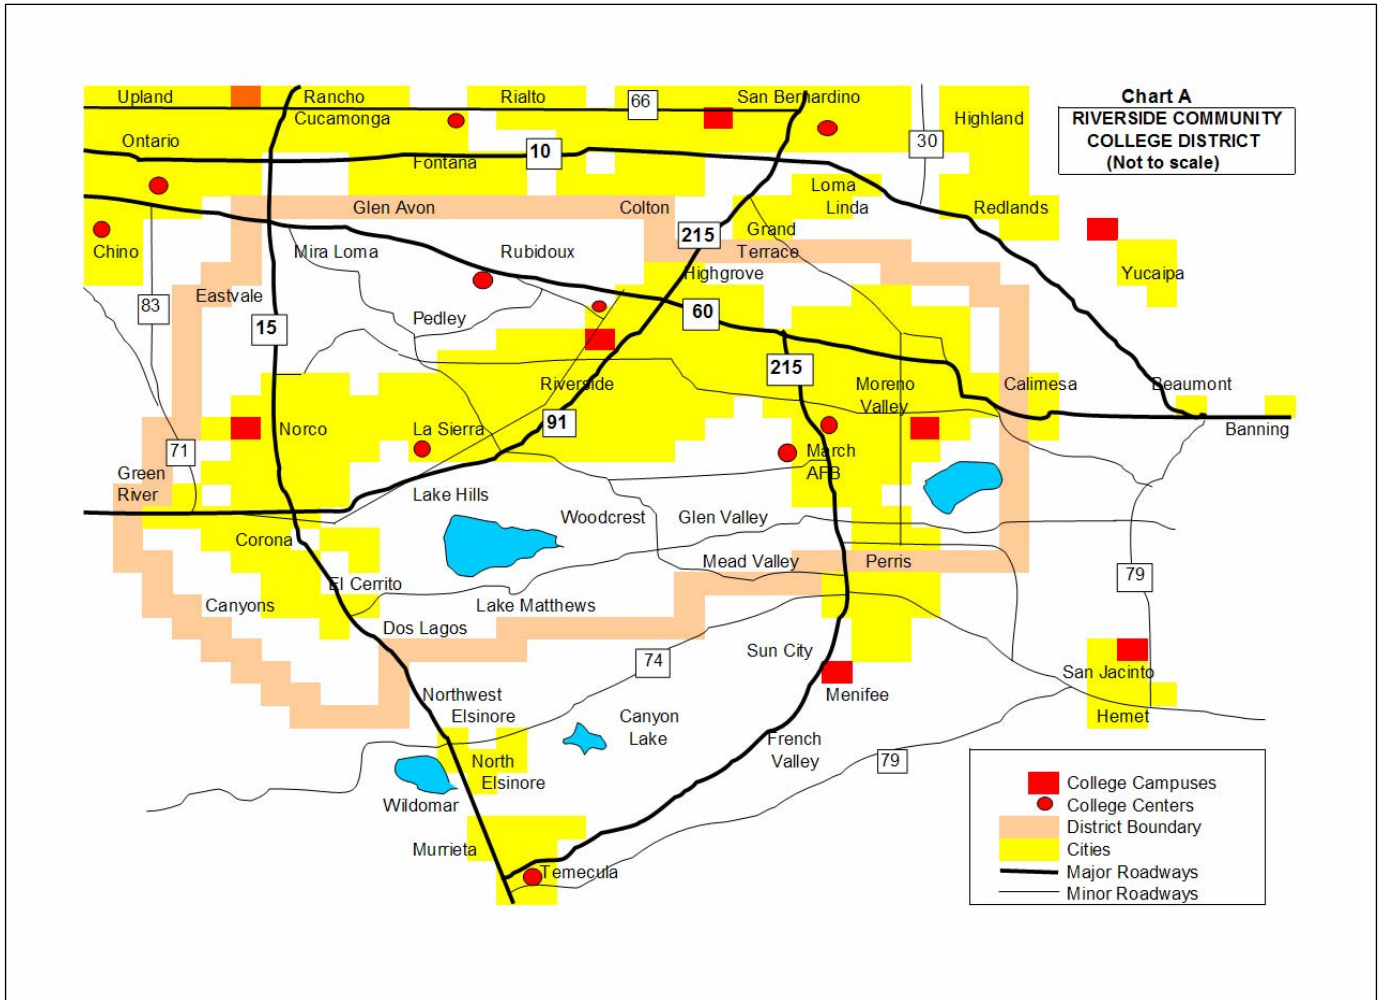 Chart A
RIVERSIDE COMMUNITY
COLLEGE DISTRICT
(Not to scale)
Upland
Rancho
Cucamonga
Rialto
66
San Bernardino
Highland
Ontario
Fontana
10
30
Loma
Linda
Redlands
Glen Avon
Colton
Grand
Terrace
215
Chino
Mira Loma
Rubidoux
Highgrove
Yucaipa
Eastvale
83
15
Pedley
60
215
Riverside
Moreno
Valley
Calimesa
Beaumont
Banning
Norco
La Sierra
91
71
March
AFB
Green
River
Lake Hills
Woodcrest
Glen Valley
Corona
Mead Valley
Perris
El Cerrito
79
Canyons
Lake Matthews
Dos Lagos
Sun City
74
San Jacinto
Northwest
Elsinore
Menifee
Canyon
Lake
Hemet
French
Valley
79
North
Elsinore
Wildomar
Murrieta
Temecula
College Campuses
College Centers
District Boundary
Cities
Major Roadways
Minor Roadways